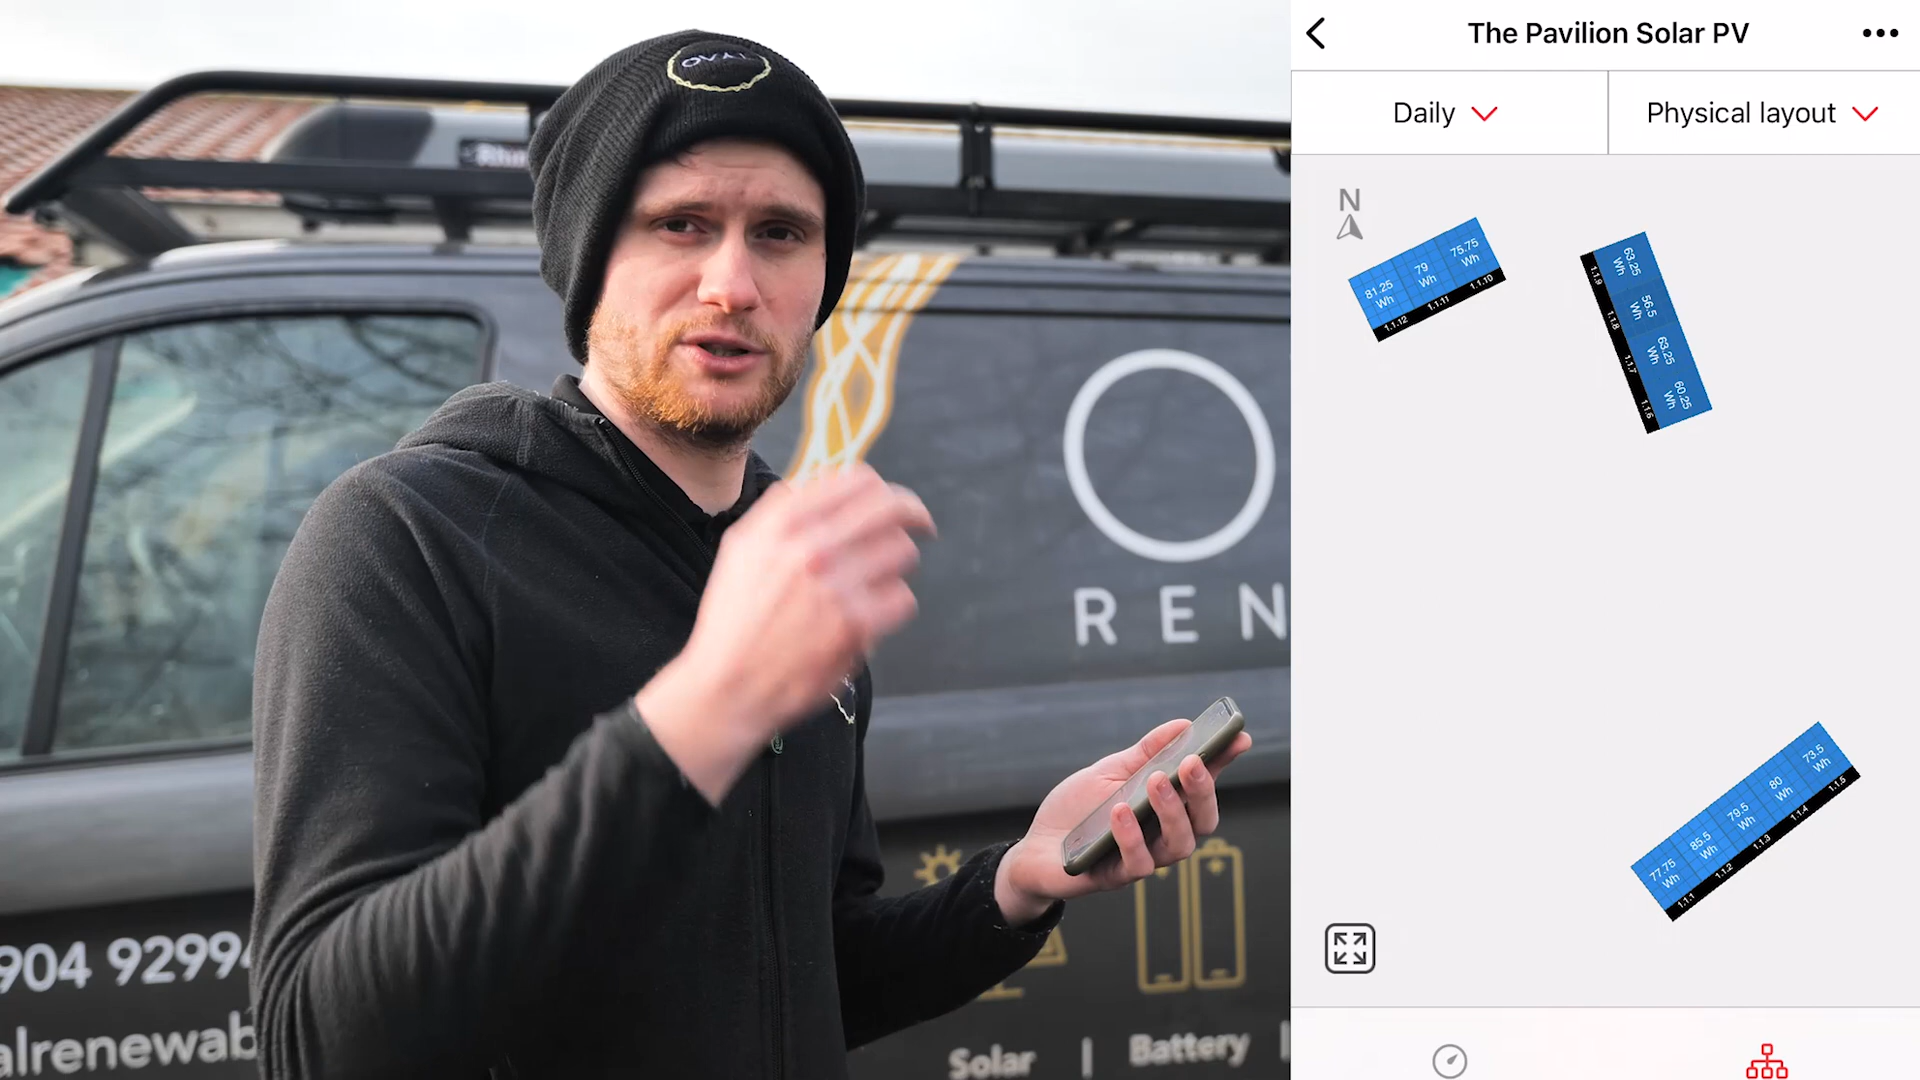 OVAL
Rhino
O
REN
904 9299
alrenewab
Solar | Battery |
The Pavilion Solar PV
Daily
Physical layout
N
81.25
Wh
79
Wh
75.75
Wh
1.1.12
1.1.11
1.1.10
63.25
Wh
56.5
Wh
63.25
Wh
60.25
Wh
1.1.9
1.1.8
1.1.7
1.1.6
77.75
Wh
85.5
Wh
79.5
Wh
80
Wh
73.5
Wh
1.1.1
1.1.2
1.1.3
1.1.4
1.1.5